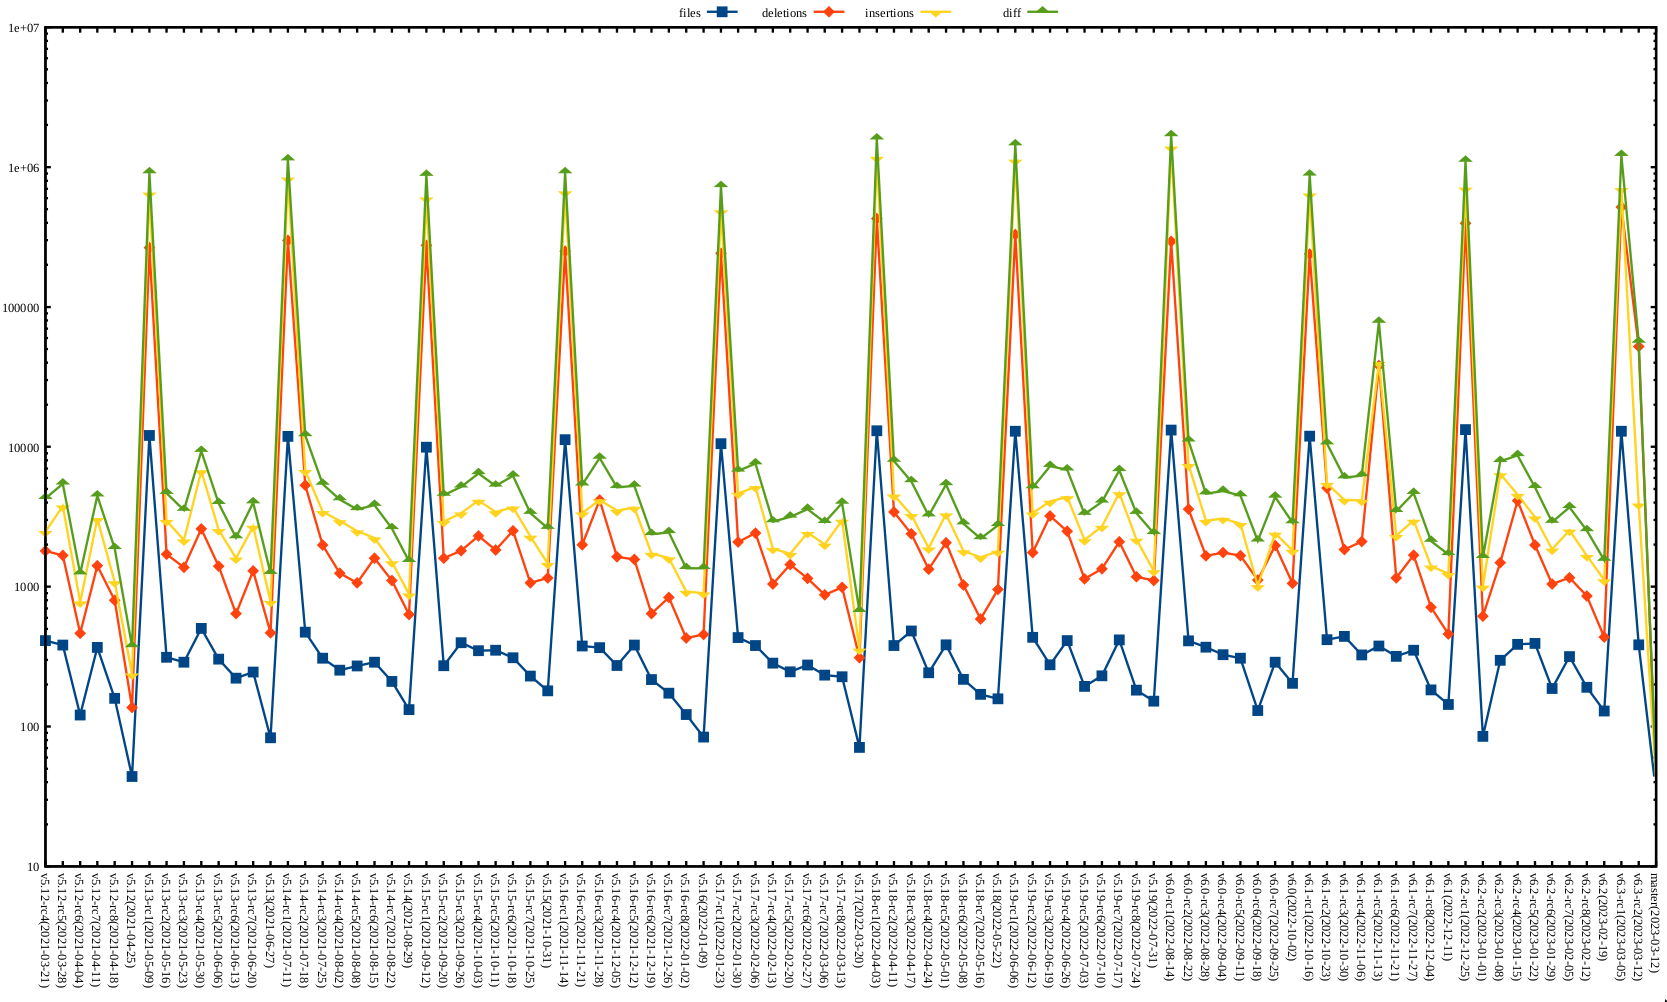 files deletions insertions diff
1e+07
1e+06
100000
10000
1000
100
10
v5.12-rc4(2021-03-21)
v5.12-rc5(2021-03-28)
v5.12-rc6(2021-04-04)
v5.12-rc7(2021-04-11)
v5.12-rc8(2021-04-18)
v5.12(2021-04-25)
v5.13-rc1(2021-05-09)
v5.13-rc2(2021-05-16)
v5.13-rc3(2021-05-23)
v5.13-rc4(2021-05-30)
v5.13-rc5(2021-06-06)
v5.13-rc6(2021-06-13)
v5.13-rc7(2021-06-20)
v5.13(2021-06-27)
v5.14-rc1(2021-07-11)
v5.14-rc2(2021-07-18)
v5.14-rc3(2021-07-25)
v5.14-rc4(2021-08-02)
v5.14-rc5(2021-08-08)
v5.14-rc6(2021-08-15)
v5.14-rc7(2021-08-22)
v5.14(2021-08-29)
v5.15-rc1(2021-09-12)
v5.15-rc2(2021-09-20)
v5.15-rc3(2021-09-26)
v5.15-rc4(2021-10-03)
v5.15-rc5(2021-10-11)
v5.15-rc6(2021-10-18)
v5.15-rc7(2021-10-25)
v5.15(2021-10-31)
v5.16-rc1(2021-11-14)
v5.16-rc2(2021-11-21)
v5.16-rc3(2021-11-28)
v5.16-rc4(2021-12-05)
v5.16-rc5(2021-12-12)
v5.16-rc6(2021-12-19)
v5.16-rc7(2021-12-26)
v5.16-rc8(2022-01-02)
v5.16(2022-01-09)
v5.17-rc1(2022-01-23)
v5.17-rc2(2022-01-30)
v5.17-rc3(2022-02-06)
v5.17-rc4(2022-02-13)
v5.17-rc5(2022-02-20)
v5.17-rc6(2022-02-27)
v5.17-rc7(2022-03-06)
v5.17-rc8(2022-03-13)
v5.17(2022-03-20)
v5.18-rc1(2022-04-03)
v5.18-rc2(2022-04-11)
v5.18-rc3(2022-04-17)
v5.18-rc4(2022-04-24)
v5.18-rc5(2022-05-01)
v5.18-rc6(2022-05-08)
v5.18-rc7(2022-05-16)
v5.18(2022-05-22)
v5.19-rc1(2022-06-06)
v5.19-rc2(2022-06-12)
v5.19-rc3(2022-06-19)
v5.19-rc4(2022-06-26)
v5.19-rc5(2022-07-03)
v5.19-rc6(2022-07-10)
v5.19-rc7(2022-07-17)
v5.19-rc8(2022-07-24)
v5.19(2022-07-31)
v6.0-rc1(2022-08-14)
v6.0-rc2(2022-08-22)
v6.0-rc3(2022-08-28)
v6.0-rc4(2022-09-04)
v6.0-rc5(2022-09-11)
v6.0-rc6(2022-09-18)
v6.0-rc7(2022-09-25)
v6.0(2022-10-02)
v6.1-rc1(2022-10-16)
v6.1-rc2(2022-10-23)
v6.1-rc3(2022-10-30)
v6.1-rc4(2022-11-06)
v6.1-rc5(2022-11-13)
v6.1-rc6(2022-11-21)
v6.1-rc7(2022-11-27)
v6.1-rc8(2022-12-04)
v6.1(2022-12-11)
v6.2-rc1(2022-12-25)
v6.2-rc2(2023-01-01)
v6.2-rc3(2023-01-08)
v6.2-rc4(2023-01-15)
v6.2-rc5(2023-01-22)
v6.2-rc6(2023-01-29)
v6.2-rc7(2023-02-05)
v6.2-rc8(2023-02-12)
v6.2(2023-02-19)
v6.3-rc1(2023-03-05)
v6.3-rc2(2023-03-12)
master(2023-03-12)